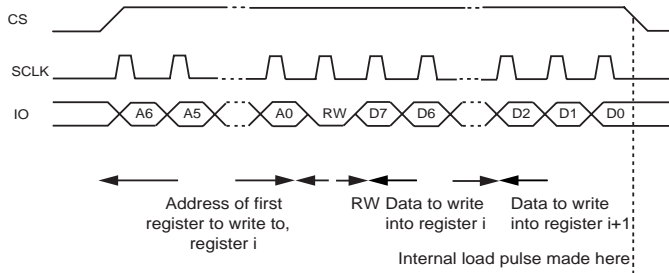 CS
SCLK
IO
A6 A5 A0 RW D7 D6 D2 D1 D0
Address of first
register to write to,
register i
RW
Data to write
into register i
Data to write
into register i+1
Internal load pulse made here